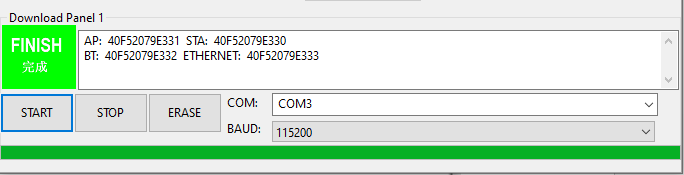 Download Panel 1
FINISH
完成
AP: 40F52079E331 STA: 40F52079E330
BT: 40F52079E332 ETHERNET: 40F52079E333
START
STOP
ERASE
COM:
COM3
BAUD:
115200